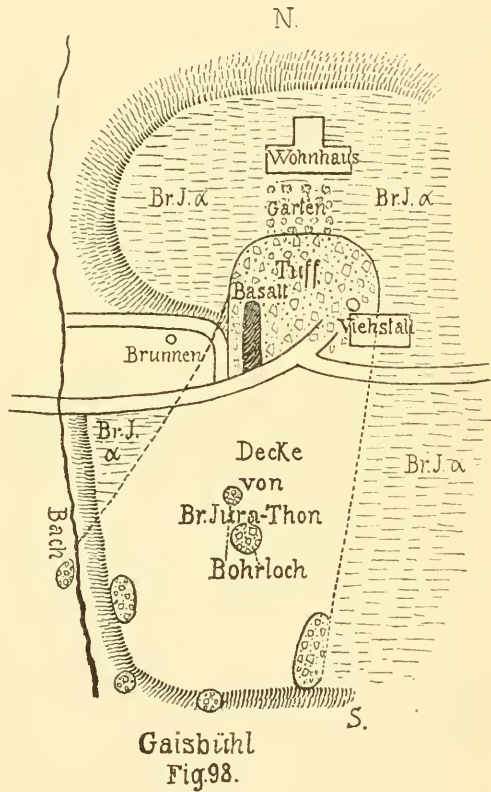 N.
Wohnhaus
Br. J. α
Garten
Br. J. α
Tuff
Basalt
Viehstall
Brunnen
Br. J.
α
Decke
von
Br. Jura-Thon
Bohrloch
Br. J. α
Bach
S.
Gaisbühl
Fig. 98.